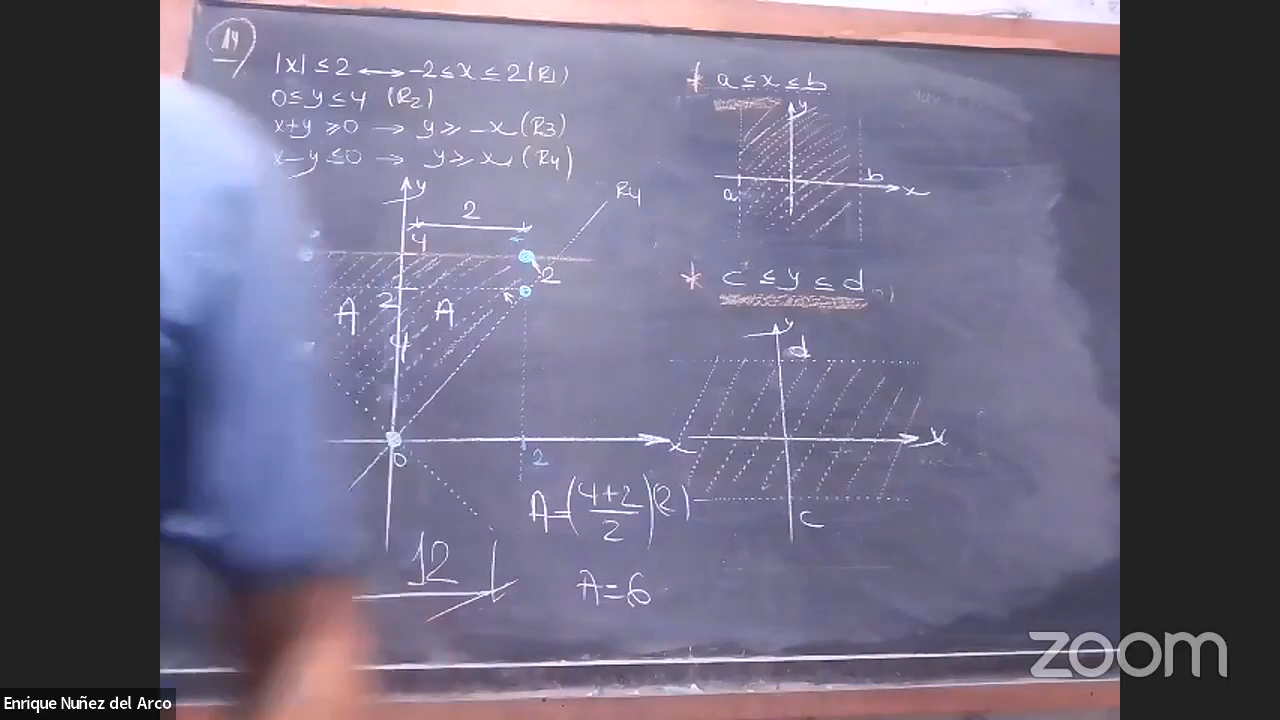 14
|x| ≤ 2 ⟷ -2 ≤ x ≤ 2 (R1)
0 ≤ y ≤ 4 (R2)
x+y ≥ 0 → y ≥ -x (R3)
x-y ≤ 0 → y ≥ x (R4)
y
R4
2
4
2
2
A
A
4
0
2
x
A=(4+2/2)(2)
12
A=6
* a ≤ x ≤ b
y
a
b
x
* c ≤ y ≤ d
y
d
x
c
zoom
Enrique Nuñez del Arco